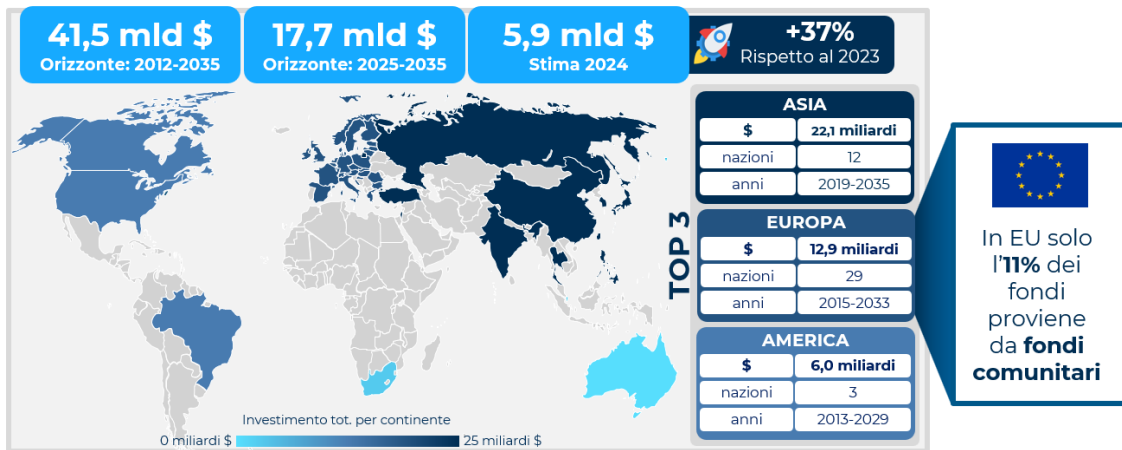 41,5 mld $
Orizzonte: 2012-2035
17,7 mld $
Orizzonte: 2025-2035
5,9 mld $
Stima 2024
+37%
Rispetto al 2023
TOP 3
ASIA
$ 22,1 miliardi
nazioni 12
anni 2019-2035
EUROPA
$ 12,9 miliardi
nazioni 29
anni 2015-2033
AMERICA
$ 6,0 miliardi
nazioni 3
anni 2013-2029
In EU solo
l'11% dei
fondi
proviene
da fondi
comunitari
Investimento tot. per continente
0 miliardi $ 25 miliardi $